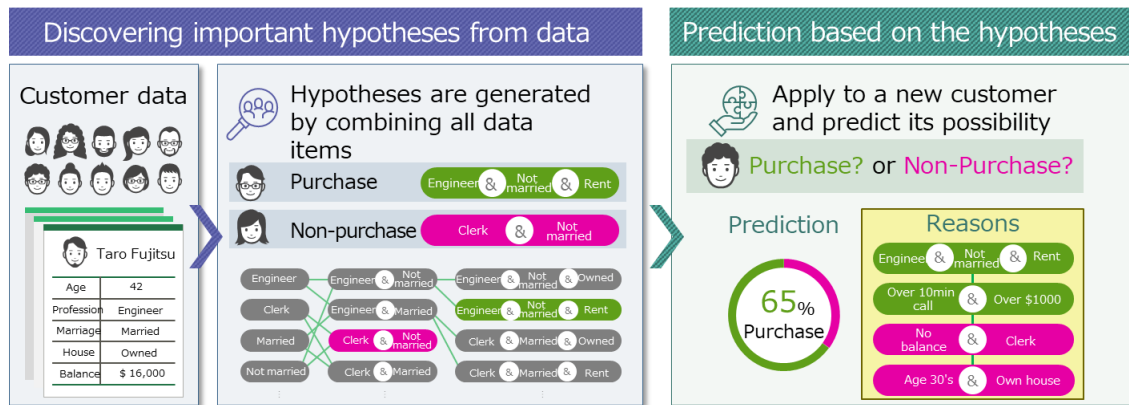 Discovering important hypotheses from data
Prediction based on the hypotheses
Customer data
Taro Fujitsu
Age 42
Profession Engineer
Marriage Married
House Owned
Balance $ 16,000
Hypotheses are generated
by combining all data
items
Purchase Engineer & Not married & Rent
Non-purchase Clerk & Not married
Engineer
Clerk
Married
Not married
Engineer & Not married
Engineer & Married
Clerk & Not married
Clerk & Married
Engineer & Not married & Owned
Engineer & Not married & Rent
Clerk & Married & Owned
Clerk & Married & Rent
Apply to a new customer
and predict its possibility
Purchase? or Non-Purchase?
Prediction
65%
Purchase
Reasons
Enginee & Not married & Rent
Over 10min call & Over $1000
No balance & Clerk
Age 30's & Own house